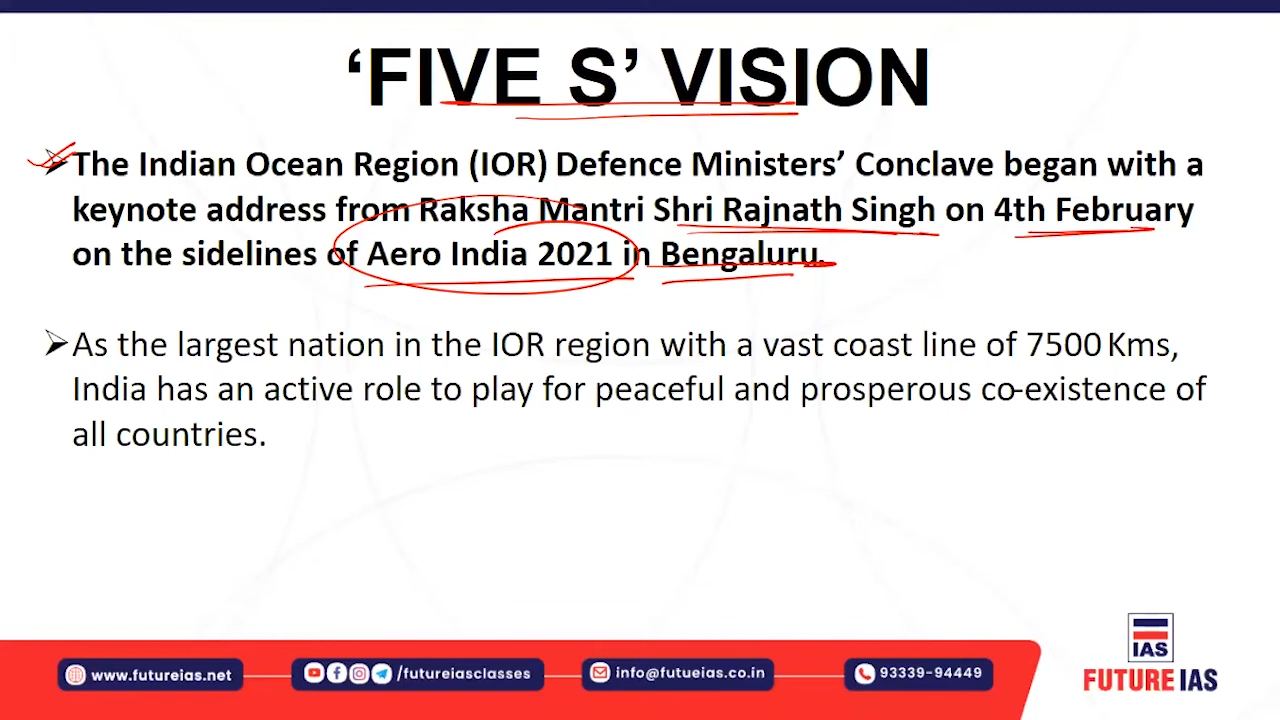 ‘FIVE S’ VISION
➢The Indian Ocean Region (IOR) Defence Ministers’ Conclave began with a
keynote address from Raksha Mantri Shri Rajnath Singh on 4th February
on the sidelines of Aero India 2021 in Bengaluru.
➢As the largest nation in the IOR region with a vast coast line of 7500 Kms,
India has an active role to play for peaceful and prosperous co-existence of
all countries.
IAS
FUTURE IAS
www.futureias.net
/futureiasclasses
info@futueias.co.in
93339-94449